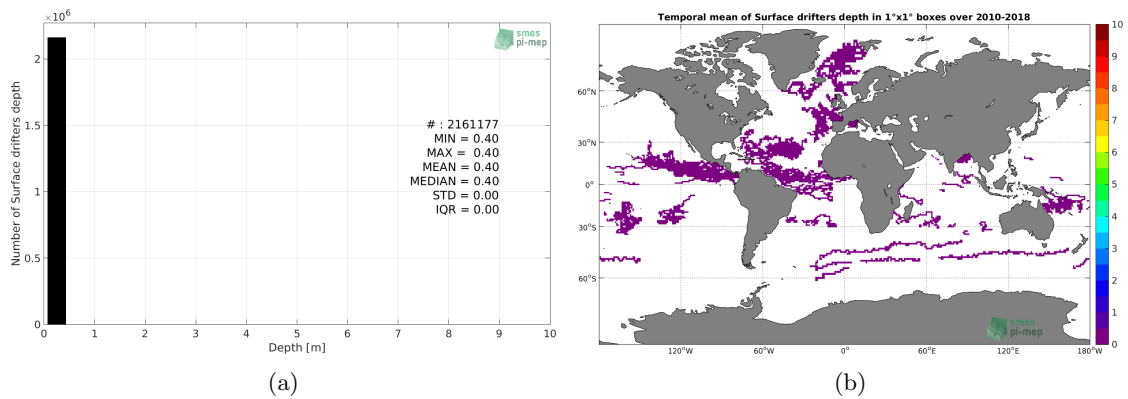 ×10⁶
2
1.5
1
0.5
0
Number of Surface drifters depth
smos
pi-mep
# : 2161177
MIN = 0.40
MAX = 0.40
MEAN = 0.40
MEDIAN = 0.40
STD = 0.00
IQR = 0.00
0 1 2 3 4 5 6 7 8 9 10
Depth [m]
(a)
Temporal mean of Surface drifters depth in 1°x1° boxes over 2010-2018
60°N
30°N
0°
30°S
60°S
120°W 60°W 0° 60°E 120°E 180°W
smos
pi-mep
10
9
8
7
6
5
4
3
2
1
0
(b)